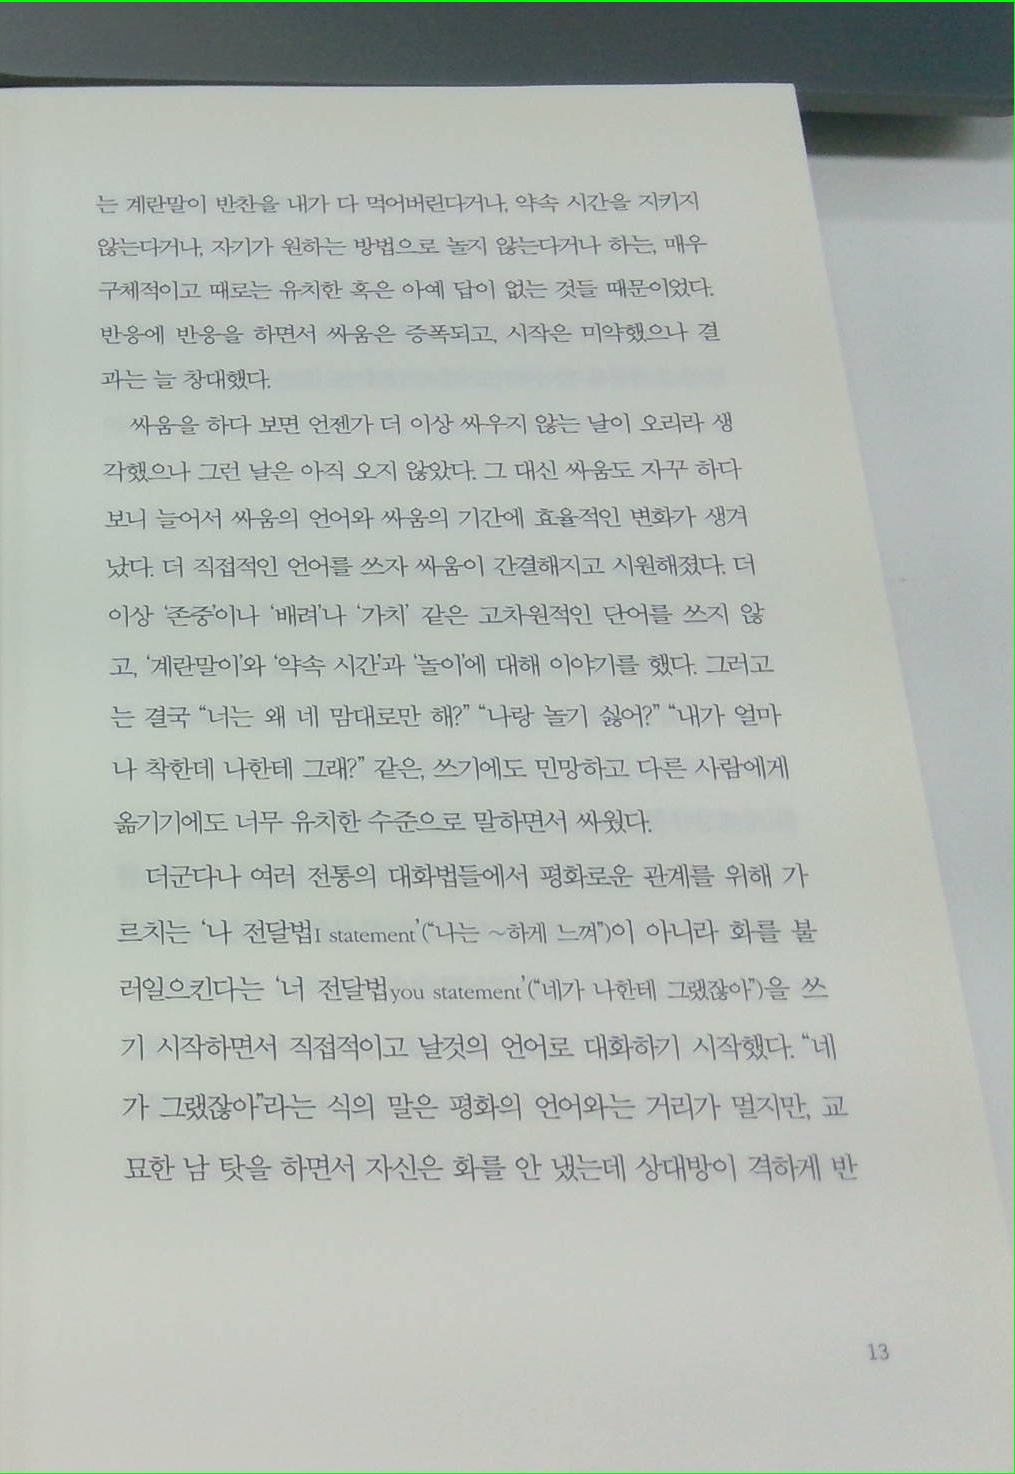 는 계란말이 반찬을 내가 다 먹어버린다거나, 약속 시간을 지키지
않는다거나, 자기가 원하는 방법으로 놀지 않는다거나 하는, 매우
구체적이고 때로는 유치한 혹은 아예 답이 없는 것들 때문이었다.
반응에 반응을 하면서 싸움은 증폭되고, 시작은 미약했으나 결
과는 늘 창대했다.
싸움을 하다 보면 언젠가 더 이상 싸우지 않는 날이 오리라 생
각했으나 그런 날은 아직 오지 않았다. 그 대신 싸움도 자꾸 하다
보니 늘어서 싸움의 언어와 싸움의 기간에 효율적인 변화가 생겨
났다. 더 직접적인 언어를 쓰자 싸움이 간결해지고 시원해졌다. 더
이상 ‘존중’이나 ‘배려’나 ‘가치’ 같은 고차원적인 단어를 쓰지 않
고, ‘계란말이’와 ‘약속 시간’과 ‘놀이’에 대해 이야기를 했다. 그러고
는 결국 “너는 왜 네 맘대로만 해?” “나랑 놀기 싫어?” “내가 얼마
나 착한데 나한테 그래?” 같은, 쓰기에도 민망하고 다른 사람에게
옮기기에도 너무 유치한 수준으로 말하면서 싸웠다.
더군다나 여러 전통의 대화법들에서 평화로운 관계를 위해 가
르치는 ‘나 전달법I statement’(“나는 ~하게 느껴”)이 아니라 화를 불
러일으킨다는 ‘너 전달법you statement’(“네가 나한테 그랬잖아”)을 쓰
기 시작하면서 직접적이고 날것의 언어로 대화하기 시작했다. “네
가 그랬잖아”라는 식의 말은 평화의 언어와는 거리가 멀지만, 교
묘한 남 탓을 하면서 자신은 화를 안 냈는데 상대방이 격하게 반
13